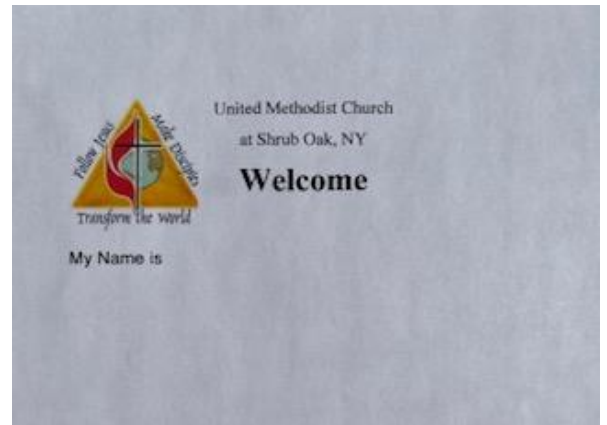 United Methodist Church
at Shrub Oak, NY
Welcome
Follow Jesus
Make Disciples
Transform the World
My Name is